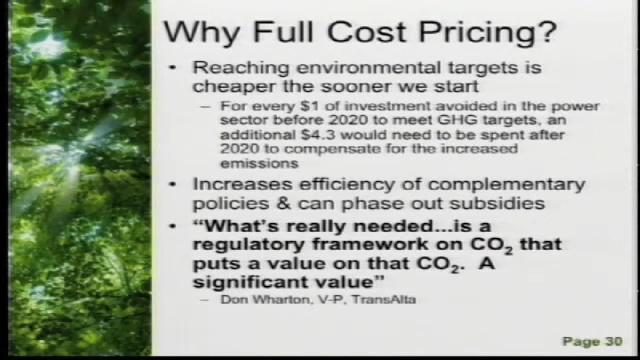 Why Full Cost Pricing?
• Reaching environmental targets is
cheaper the sooner we start
– For every $1 of investment avoided in the power
sector before 2020 to meet GHG targets, an
additional $4.3 would need to be spent after
2020 to compensate for the increased
emissions
• Increases efficiency of complementary
policies & can phase out subsidies
• “What’s really needed...is a
regulatory framework on CO₂ that
puts a value on that CO₂. A
significant value”
– Don Wharton, V-P, TransAlta
Page 30